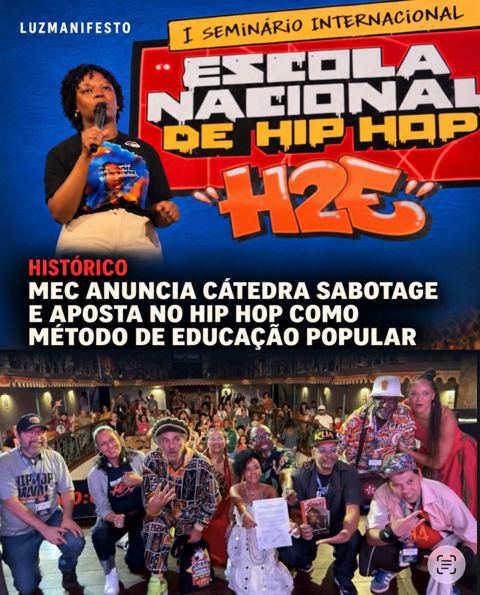 LUZMANIFESTO
I SEMINÁRIO INTERNACIONAL
ESCOLA
NACIONAL
DE HIP HOP
H2E
HISTÓRICO
MEC ANUNCIA CÁTEDRA SABOTAGE
E APOSTA NO HIP HOP COMO
MÉTODO DE EDUCAÇÃO POPULAR